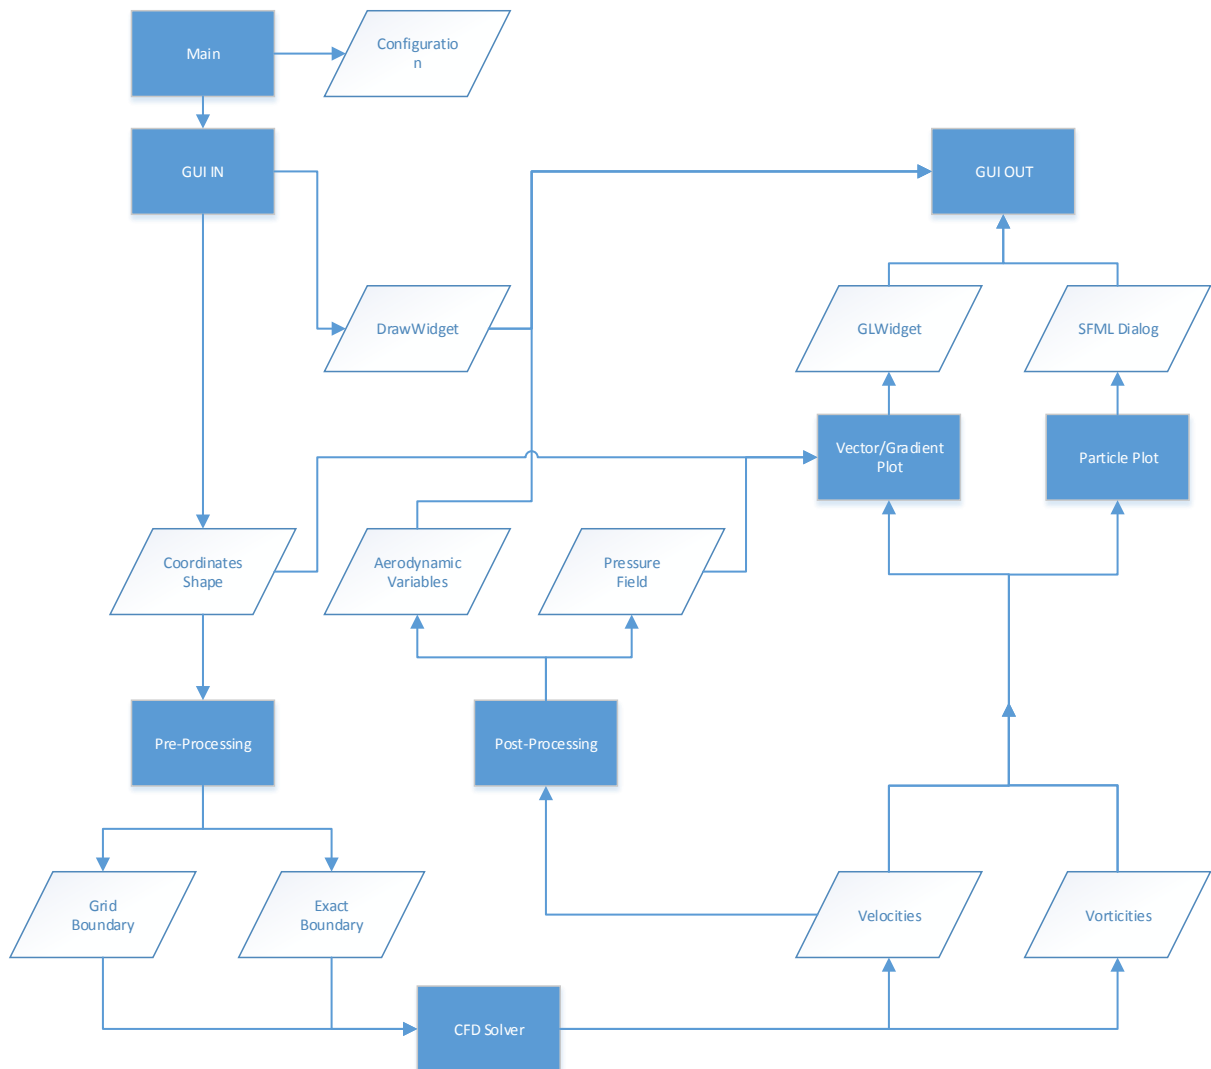 Main
Configuratio
n
GUI IN
GUI OUT
DrawWidget
GLWidget
SFML Dialog
Vector/Gradient
Plot
Particle Plot
Coordinates
Shape
Aerodynamic
Variables
Pressure
Field
Pre-Processing
Post-Processing
Grid
Boundary
Exact
Boundary
Velocities
Vorticities
CFD Solver